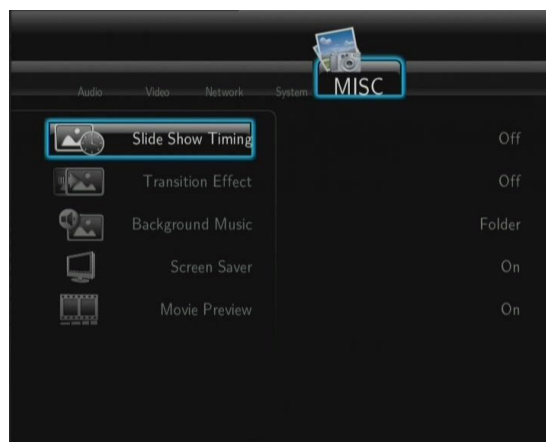 Audio Video Network System MISC
Slide Show Timing Off
Transition Effect Off
Background Music Folder
Screen Saver On
Movie Preview On